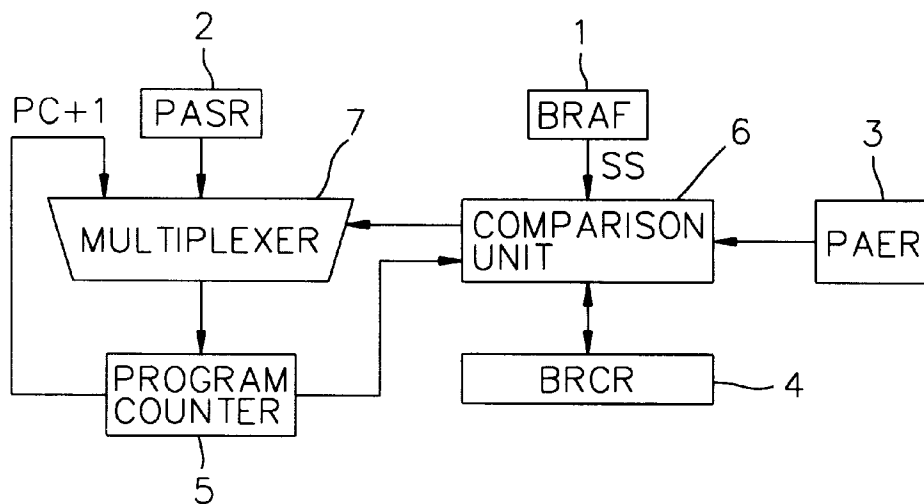 2
1
PC+1
PASR
7
BRAF
6
3
SS
MULTIPLEXER
COMPARISON
UNIT
PAER
PROGRAM
COUNTER
BRCR
4
5